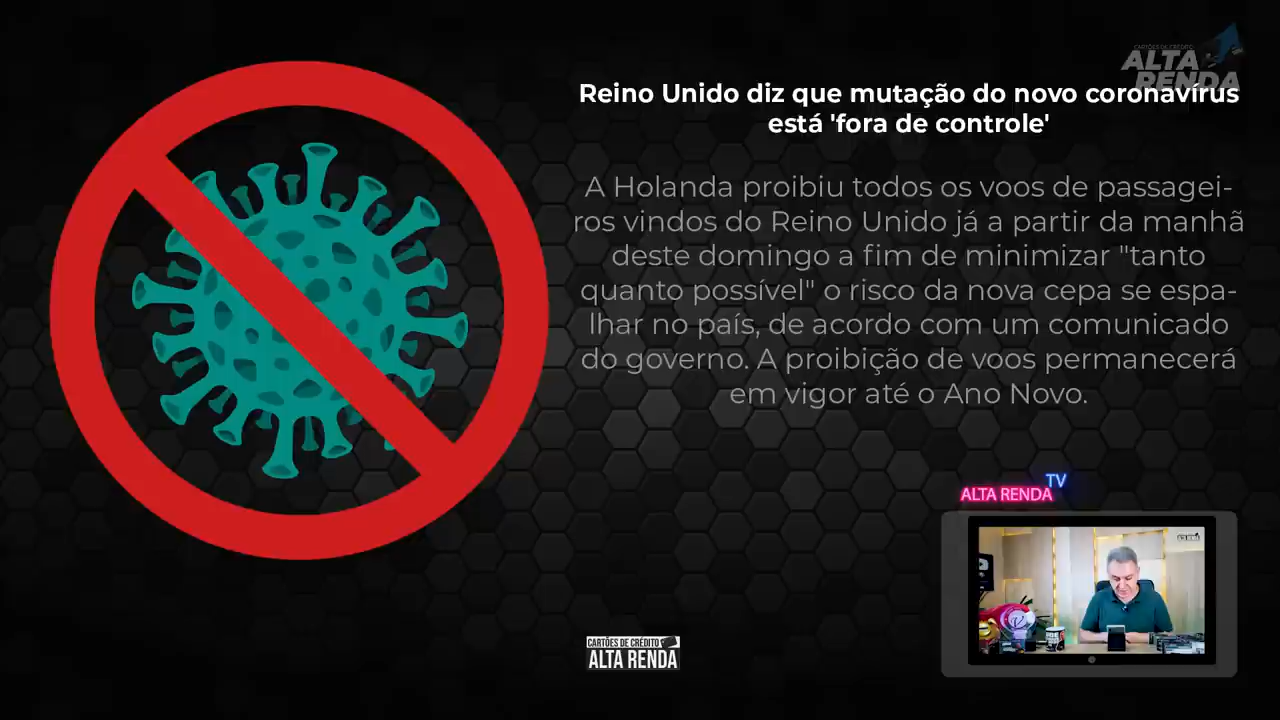 CARTÕES DE CRÉDITO
ALTA
RENDA
Reino Unido diz que mutação do novo coronavírus
está 'fora de controle'
A Holanda proibiu todos os voos de passagei-
ros vindos do Reino Unido já a partir da manhã
deste domingo a fim de minimizar "tanto
quanto possível" o risco da nova cepa se espa-
lhar no país, de acordo com um comunicado
do governo. A proibição de voos permanecerá
em vigor até o Ano Novo.
TV
ALTA RENDA
CARTÕES DE CRÉDITO
ALTA RENDA